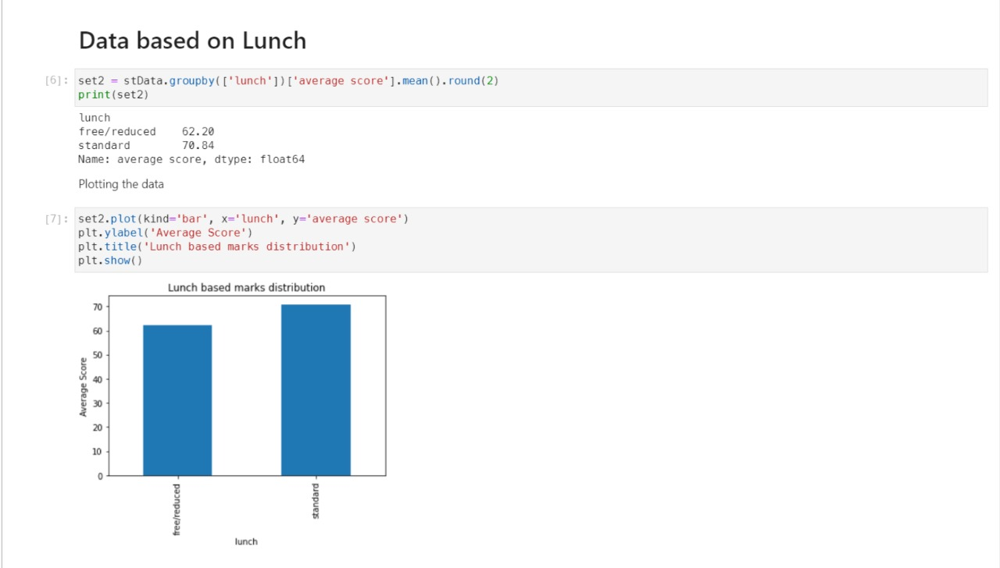 Data based on Lunch
[6]: set2 = stData.groupby(['lunch'])['average score'].mean().round(2)
print(set2)
lunch
free/reduced    62.20
standard        70.84
Name: average score, dtype: float64
Plotting the data
[7]: set2.plot(kind='bar', x='lunch', y='average score')
plt.ylabel('Average Score')
plt.title('Lunch based marks distribution')
plt.show()
Lunch based marks distribution
70
60
50
40
30
20
10
0
Average Score
free/reduced
standard
lunch